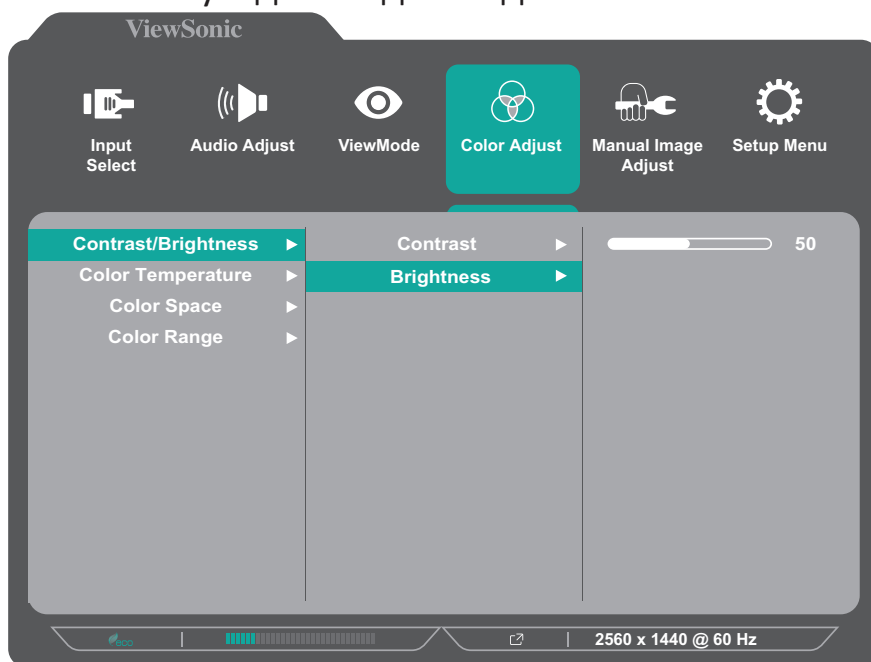 ViewSonic
Input Select
Audio Adjust
ViewMode
Color Adjust
Manual Image Adjust
Setup Menu
Contrast/Brightness
Contrast
50
Color Temperature
Brightness
Color Space
Color Range
eco
2560 x 1440 @ 60 Hz